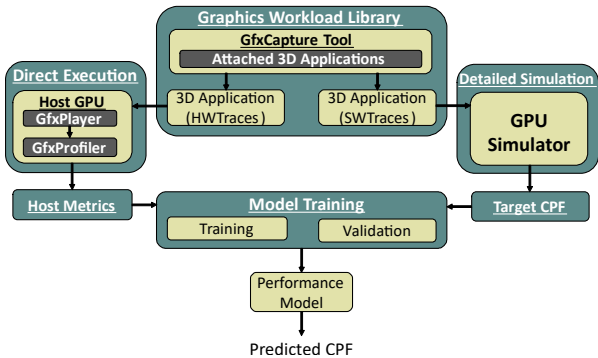 Graphics Workload Library
GfxCapture Tool
Attached 3D Applications
3D Application
(HWTraces)
3D Application
(SWTraces)
Direct Execution
Host GPU
GfxPlayer
GfxProfiler
Detailed Simulation
GPU
Simulator
Host Metrics
Model Training
Training
Validation
Target CPF
Performance
Model
Predicted CPF